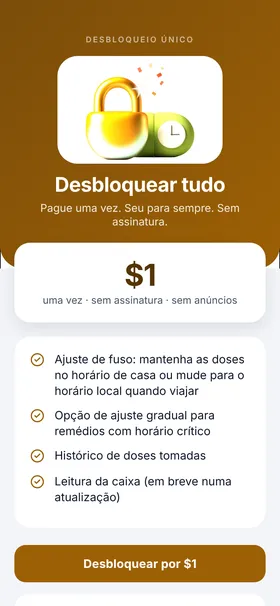 DESBLOQUEIO ÚNICO
Desbloquear tudo
Pague uma vez. Seu para sempre. Sem
assinatura.
$1
uma vez · sem assinatura · sem anúncios
Ajuste de fuso: mantenha as doses
no horário de casa ou mude para o
horário local quando viajar
Opção de ajuste gradual para
remédios com horário crítico
Histórico de doses tomadas
Leitura da caixa (em breve numa
atualização)
Desbloquear por $1